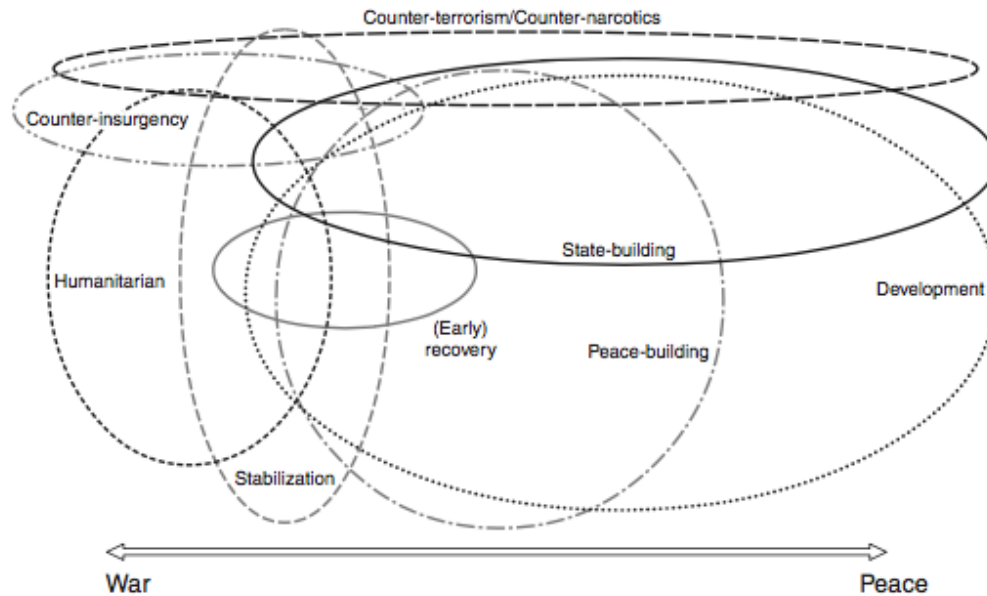 Counter-terrorism/Counter-narcotics
Counter-insurgency
State-building
Humanitarian
Development
(Early)
recovery
Peace-building
Stabilization
War
Peace